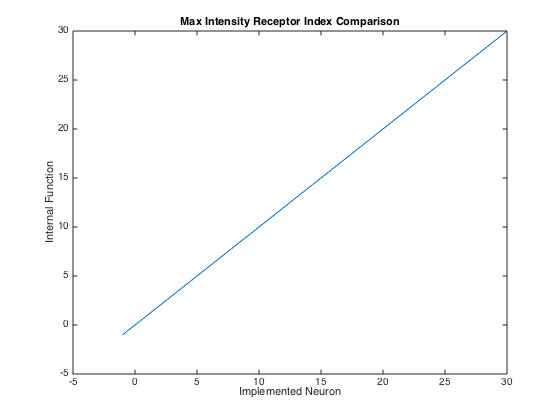 Max Intensity Receptor Index Comparison
30
25
20
15
10
5
0
-5
Internal Function
-5 0 5 10 15 20 25 30
Implemented Neuron